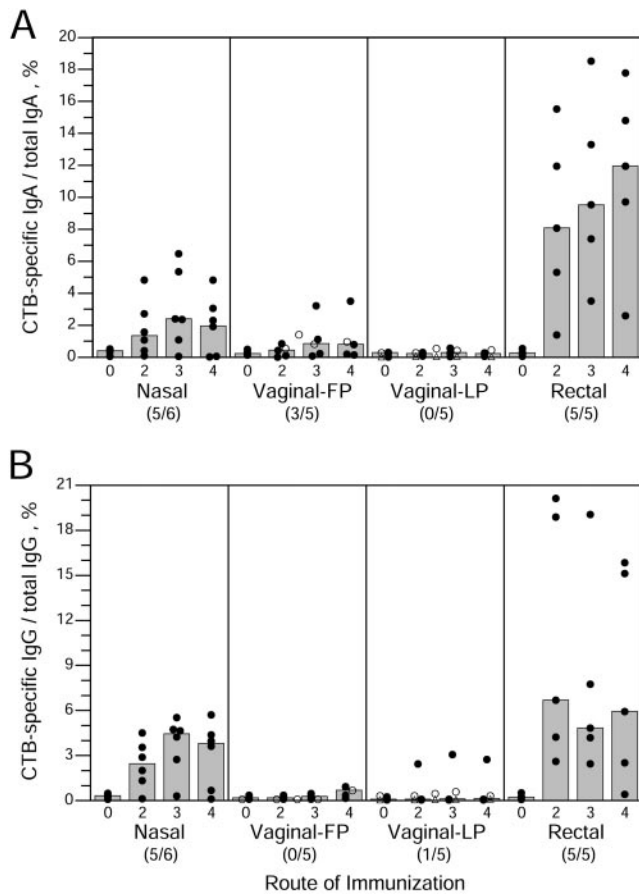 A
CTB-specific IgA / total IgA , %
20
18
16
14
12
10
8
6
4
2
0
0 2 3 4 0 2 3 4 0 2 3 4 0 2 3 4
Nasal Vaginal-FP Vaginal-LP Rectal
(5/6) (3/5) (0/5) (5/5)
B
CTB-specific IgG / total IgG , %
21
18
15
12
9
6
3
0
0 2 3 4 0 2 3 4 0 2 3 4 0 2 3 4
Nasal Vaginal-FP Vaginal-LP Rectal
(5/6) (0/5) (1/5) (5/5)
Route of Immunization